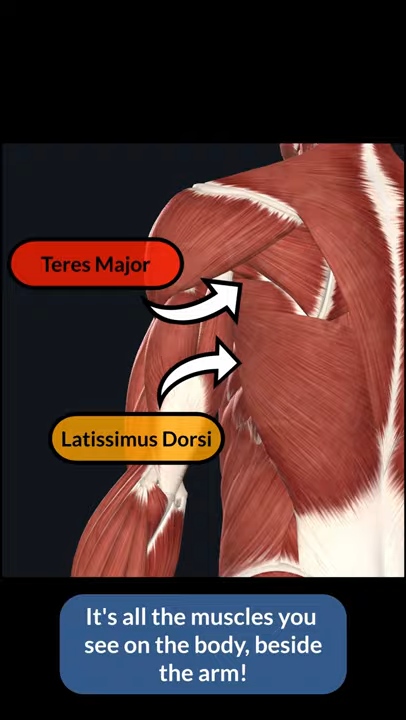 Teres Major
Latissimus Dorsi
It's all the muscles you
see on the body, beside
the arm!